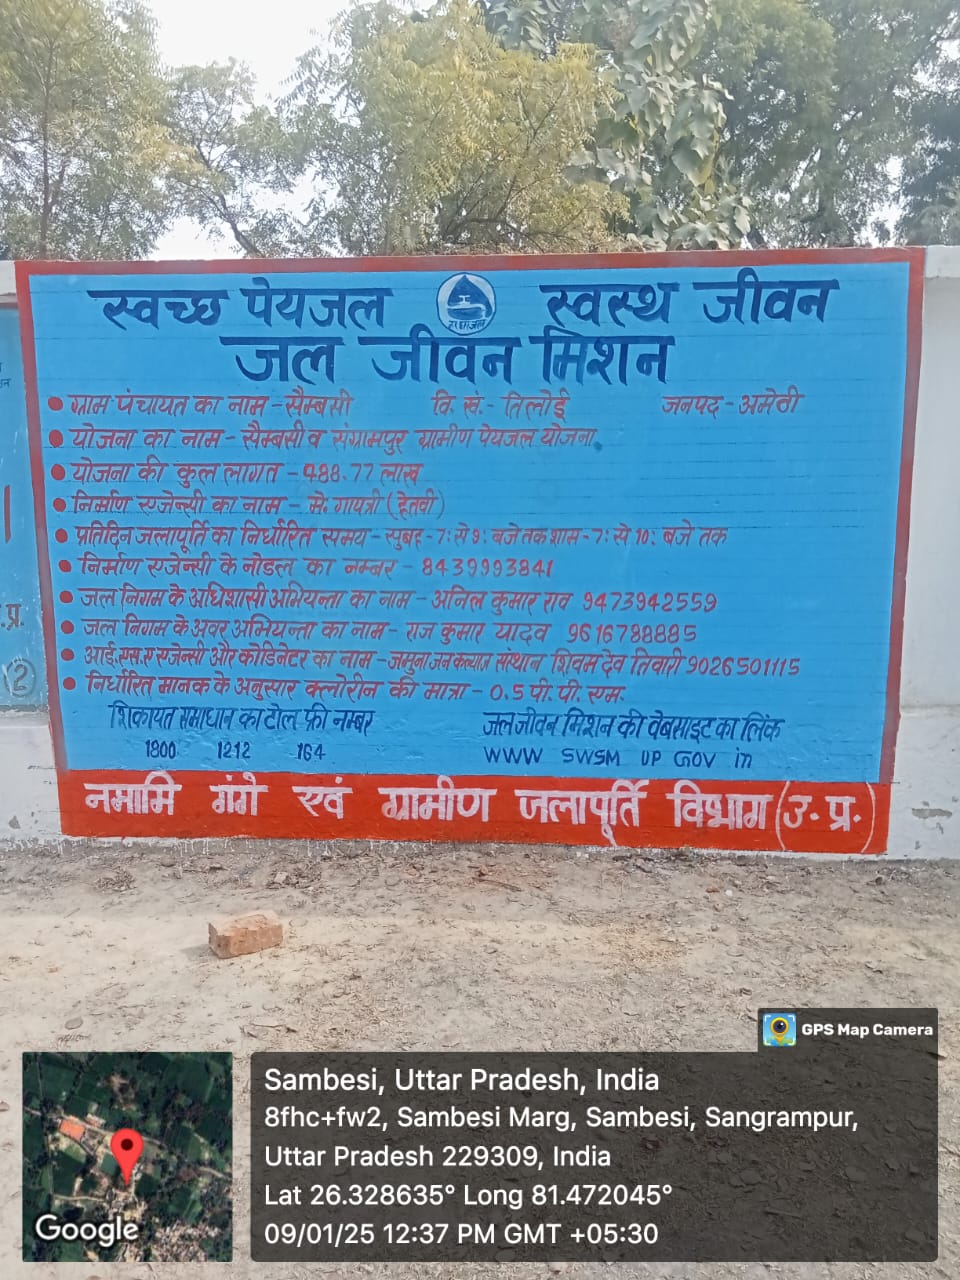 स्वच्छ पेयजल हर घर जल स्वस्थ जीवन
जल जीवन मिशन
• ग्राम पंचायत का नाम - सैम्बसी वि. खं. - तिलोई जनपद - अमेठी
• योजना का नाम - सैम्बसी व संग्रामपुर ग्रामीण पेयजल योजना
• योजना की कुल लागत - 488.77 लाख
• निर्माण एजेन्सी का नाम - मे. गायत्री (हेतवी)
• प्रतिदिन जलापूर्ति का निर्धारित समय - सुबह - 7: से 9: बजे तक शाम - 7: से 10: बजे तक
• निर्माण एजेन्सी के नोडल का नम्बर - 8439993841
• जल निगम के अधिशासी अभियन्ता का नाम - अनिल कुमार राव 9473942559
• जल निगम के अवर अभियन्ता का नाम - राज कुमार यादव 9616788885
• आई.एस.ए एजेन्सी और कोडिनेटर का नाम - जमुना जन कल्याण संस्थान शिवम देव तिवारी 9026501115
• निर्धारित मानक के अनुसार क्लोरीन की मात्रा - 0.5 पी.पी.एम.
शिकायत समाधान का टोल फ्री नम्बर जल जीवन मिशन की वेबसाइट का लिंक
1800 1212 164 WWW SWSM UP GOV in
नमामि गंगे एवं ग्रामीण जलापूर्ति विभाग (उ. प्र.)
प्र.
2
GPS Map Camera
Sambesi, Uttar Pradesh, India
8fhc+fw2, Sambesi Marg, Sambesi, Sangrampur,
Uttar Pradesh 229309, India
Lat 26.328635° Long 81.472045°
09/01/25 12:37 PM GMT +05:30
Google